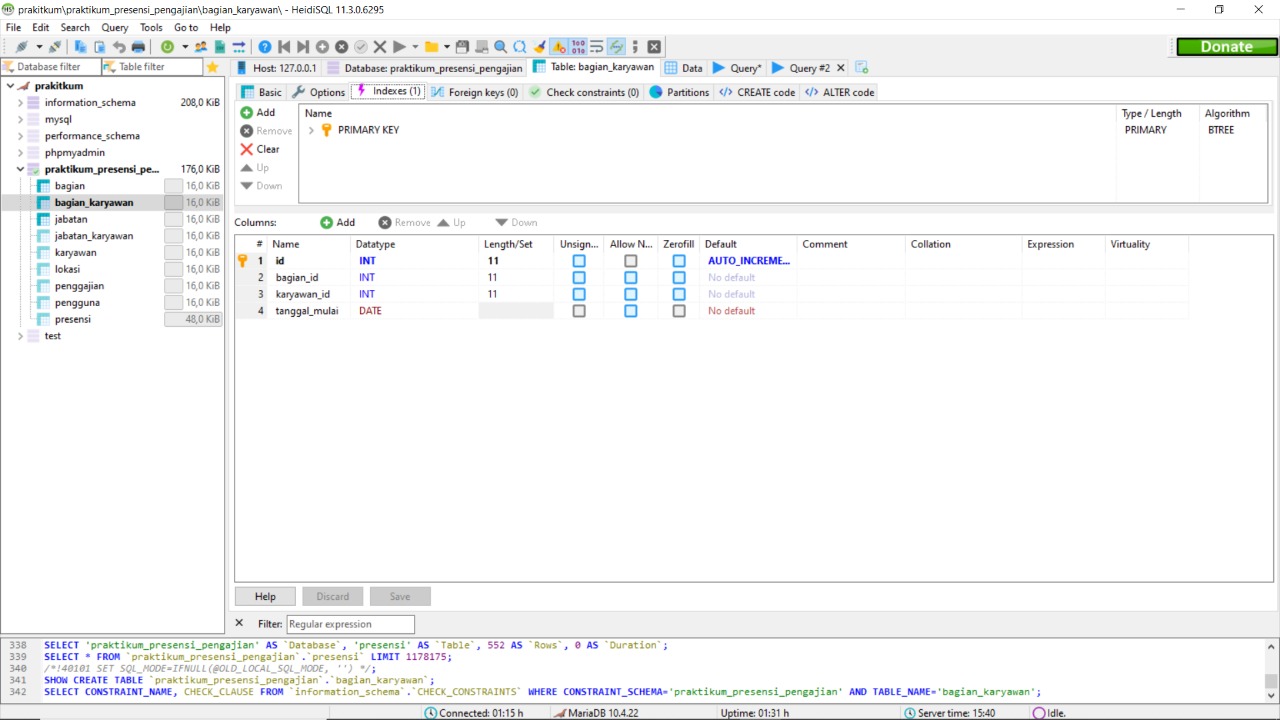 prakitkum\praktikum_presensi_pengajian\bagian_karyawan\ - HeidiSQL 11.3.0.6295
File Edit Search Query Tools Go to Help
Donate
Database filter Table filter
Host: 127.0.0.1 Database: praktikum_presensi_pengajian Table: bagian_karyawan Data Query* Query #2
prakitkum
information_schema 208,0 KiB
mysql
performance_schema
phpmyadmin
praktikum_presensi_pe... 176,0 KiB
bagian 16,0 KiB
bagian_karyawan 16,0 KiB
jabatan 16,0 KiB
jabatan_karyawan 16,0 KiB
karyawan 16,0 KiB
lokasi 16,0 KiB
penggajian 16,0 KiB
pengguna 16,0 KiB
presensi 48,0 KiB
test
Basic Options Indexes (1) Foreign keys (0) Check constraints (0) Partitions CREATE code ALTER code
Add
Remove
Clear
Up
Down
Name Type / Length Algorithm
PRIMARY KEY PRIMARY BTREE
Columns: Add Remove Up Down
# Name Datatype Length/Set Unsign... Allow N... Zerofill Default Comment Collation Expression Virtuality
1 id INT 11 AUTO_INCREME...
2 bagian_id INT 11 No default
3 karyawan_id INT 11 No default
4 tanggal_mulai DATE No default
Help Discard Save
Filter: Regular expression
338 SELECT 'praktikum_presensi_pengajian' AS `Database`, 'presensi' AS `Table`, 552 AS `Rows`, 0 AS `Duration`;
339 SELECT * FROM `praktikum_presensi_pengajian`.`presensi` LIMIT 1178175;
340 /*!40101 SET SQL_MODE=IFNULL(@OLD_LOCAL_SQL_MODE, '') */;
341 SHOW CREATE TABLE `praktikum_presensi_pengajian`.`bagian_karyawan`;
342 SELECT CONSTRAINT_NAME, CHECK_CLAUSE FROM `information_schema`.`CHECK_CONSTRAINTS` WHERE CONSTRAINT_SCHEMA='praktikum_presensi_pengajian' AND TABLE_NAME='bagian_karyawan';
Connected: 01:15 h MariaDB 10.4.22 Uptime: 01:31 h Server time: 15:40 Idle.